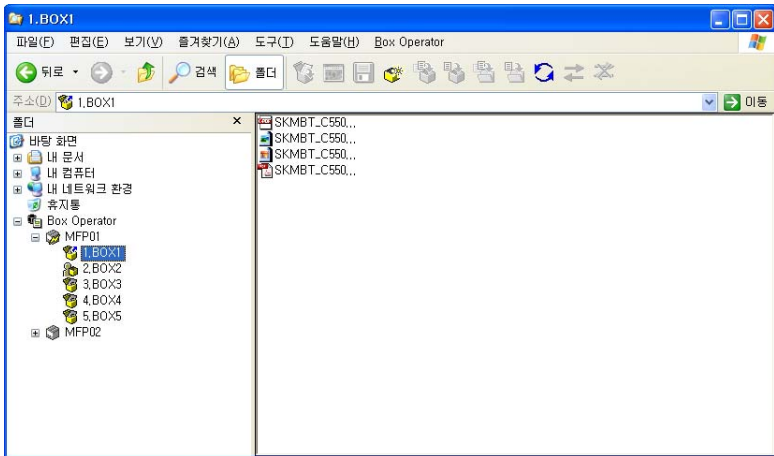 1.BOX1
파일(F) 편집(E) 보기(V) 즐겨찾기(A) 도구(T) 도움말(H) Box Operator
뒤로 검색 폴더
주소(D) 1.BOX1 이동
폴더 ×
바탕 화면
내 문서
내 컴퓨터
내 네트워크 환경
휴지통
Box Operator
MFP01
1.BOX1
2.BOX2
3.BOX3
4.BOX4
5.BOX5
MFP02
SKMBT_C550...
SKMBT_C550...
SKMBT_C550...
SKMBT_C550...